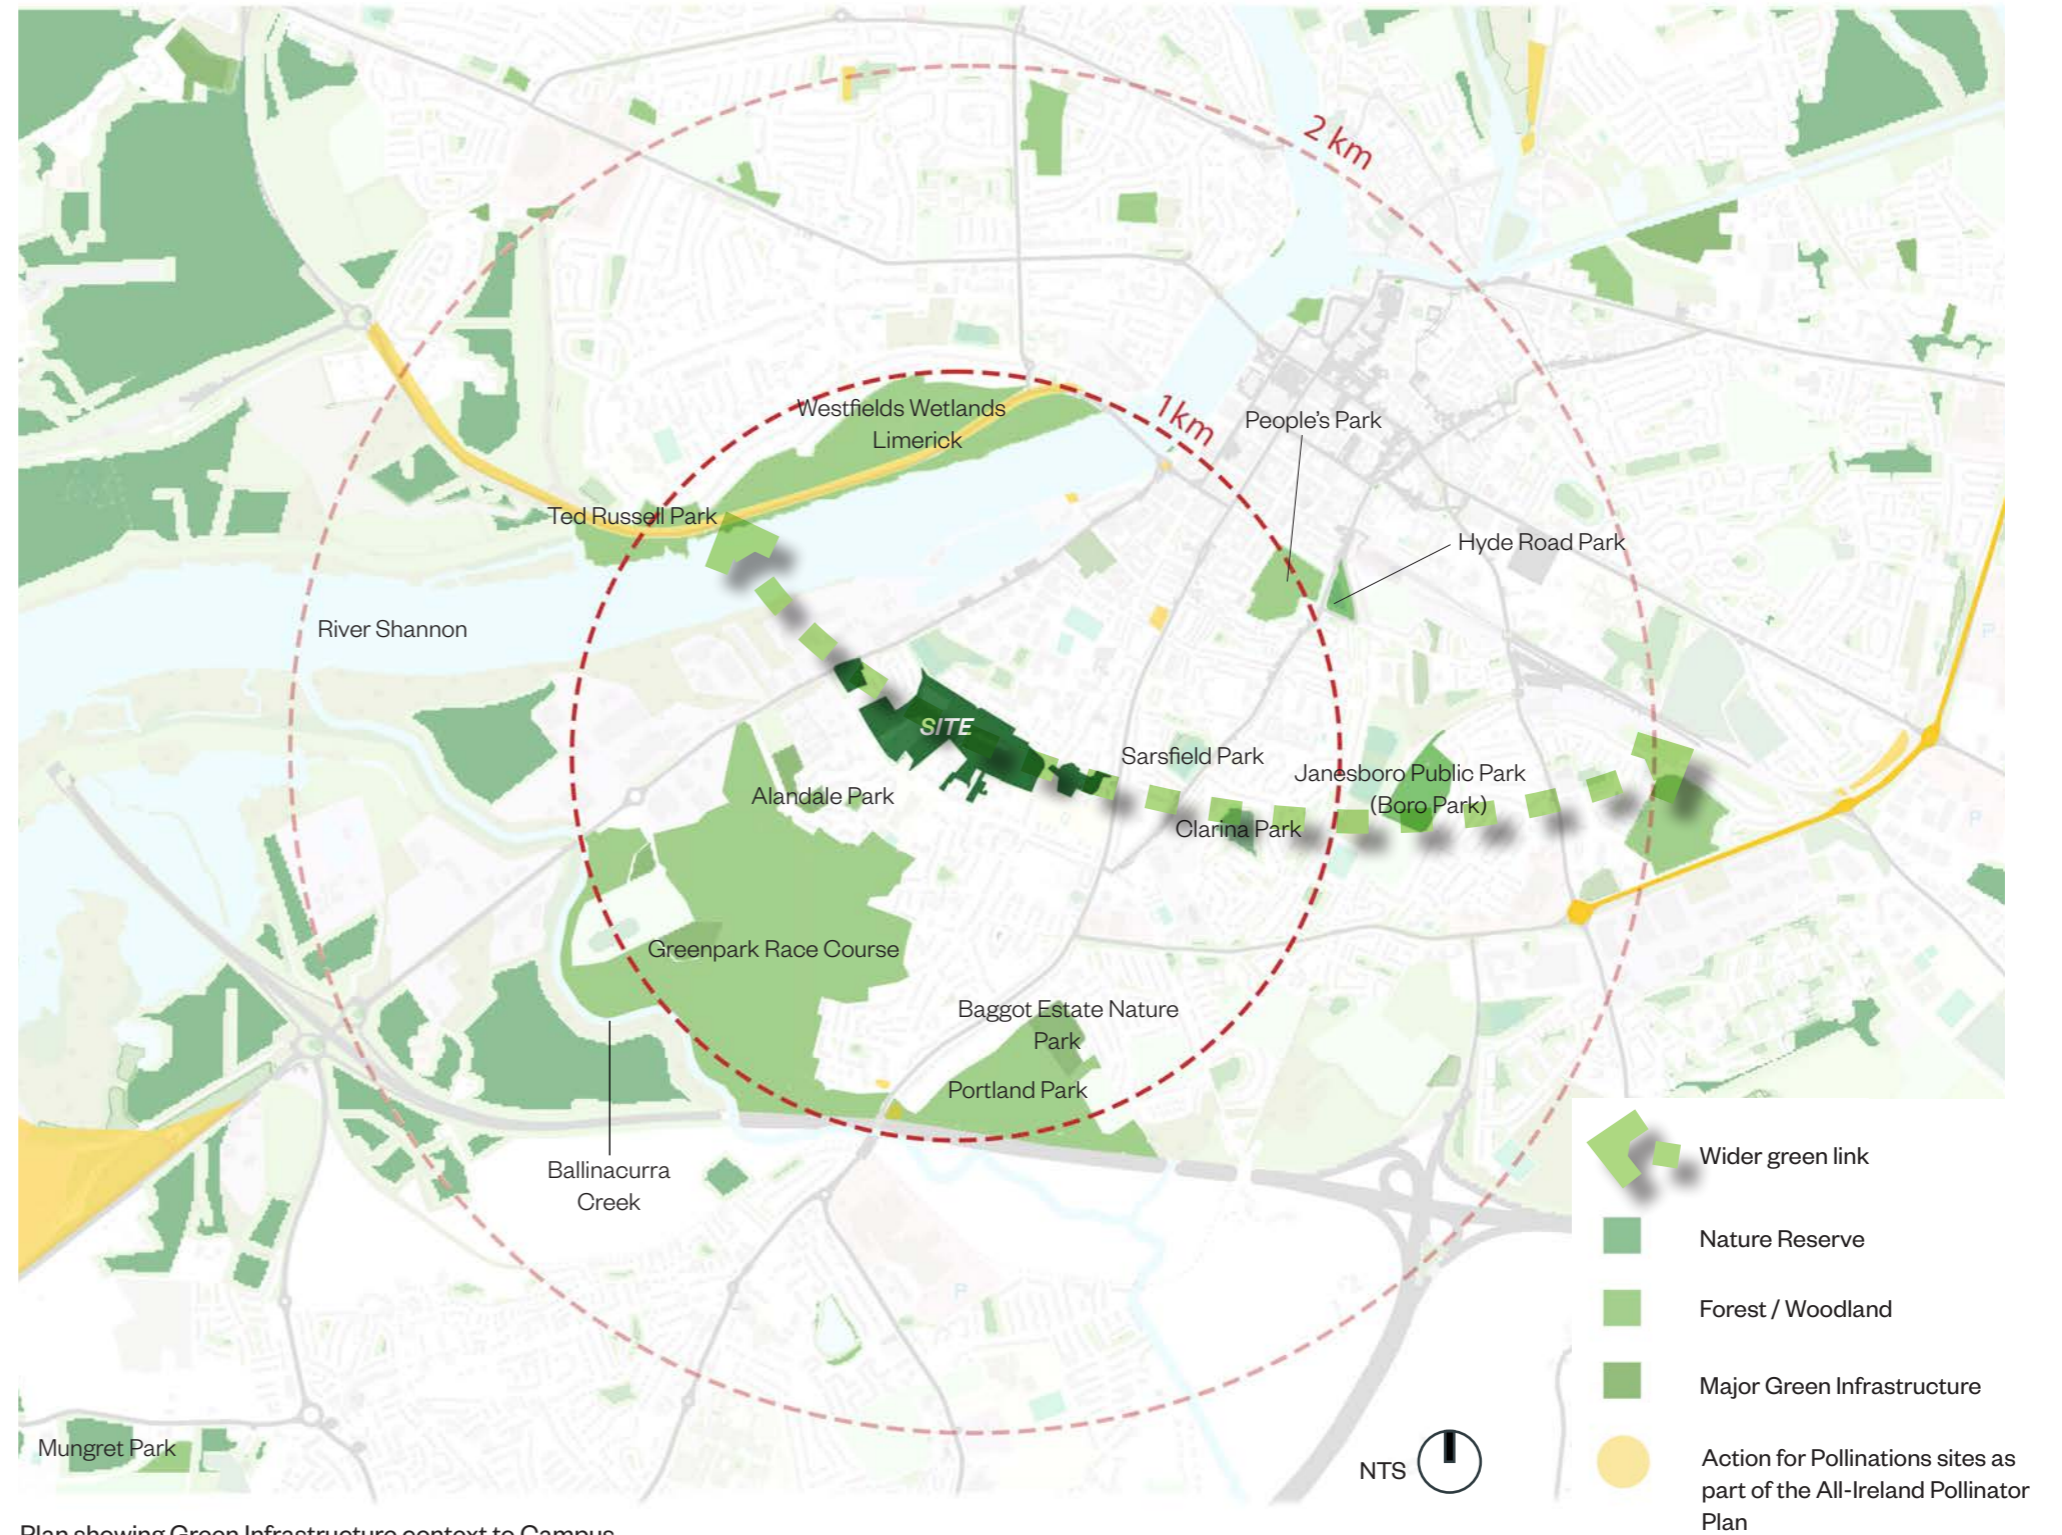 2 km
1km
Westfields Wetlands
Limerick
People's Park
Ted Russell Park
Hyde Road Park
River Shannon
SITE
Sarsfield Park
Janesboro Public Park
(Boro Park)
Alandale Park
Clarina Park
Greenpark Race Course
Baggot Estate Nature
Park
Portland Park
Ballinacurra
Creek
Mungret Park
NTS
Wider green link
Nature Reserve
Forest / Woodland
Major Green Infrastructure
Action for Pollinations sites as
part of the All-Ireland Pollinator
Plan
P
P
P
Plan showing Green Infrastructure context to Campus